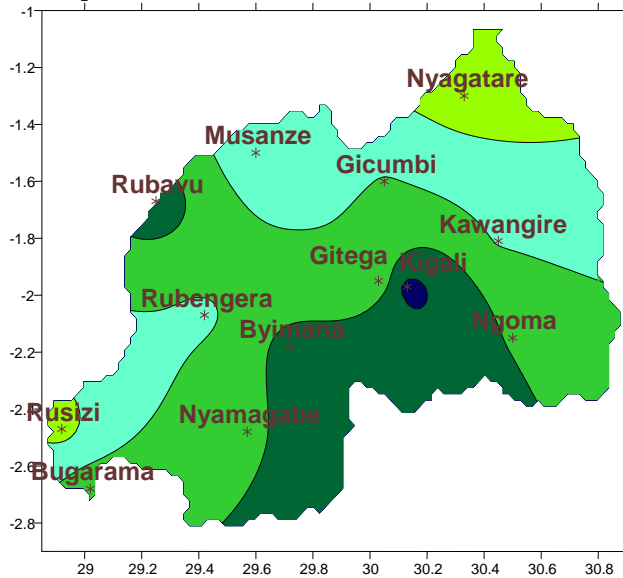 -1
-1.2
Nyagatare
-1.4
Musanze
Gicumbi
-1.6
Rubavu
Kawangire
-1.8
Gitega
Kigali
-2
Rubengera
Byimana
Ngoma
-2.2
Rusizi
Nyamagabe
-2.6
Bugarama
-2.8
29 29.2 29.4 29.6 29.8 30 30.2 30.4 30.6 30.8